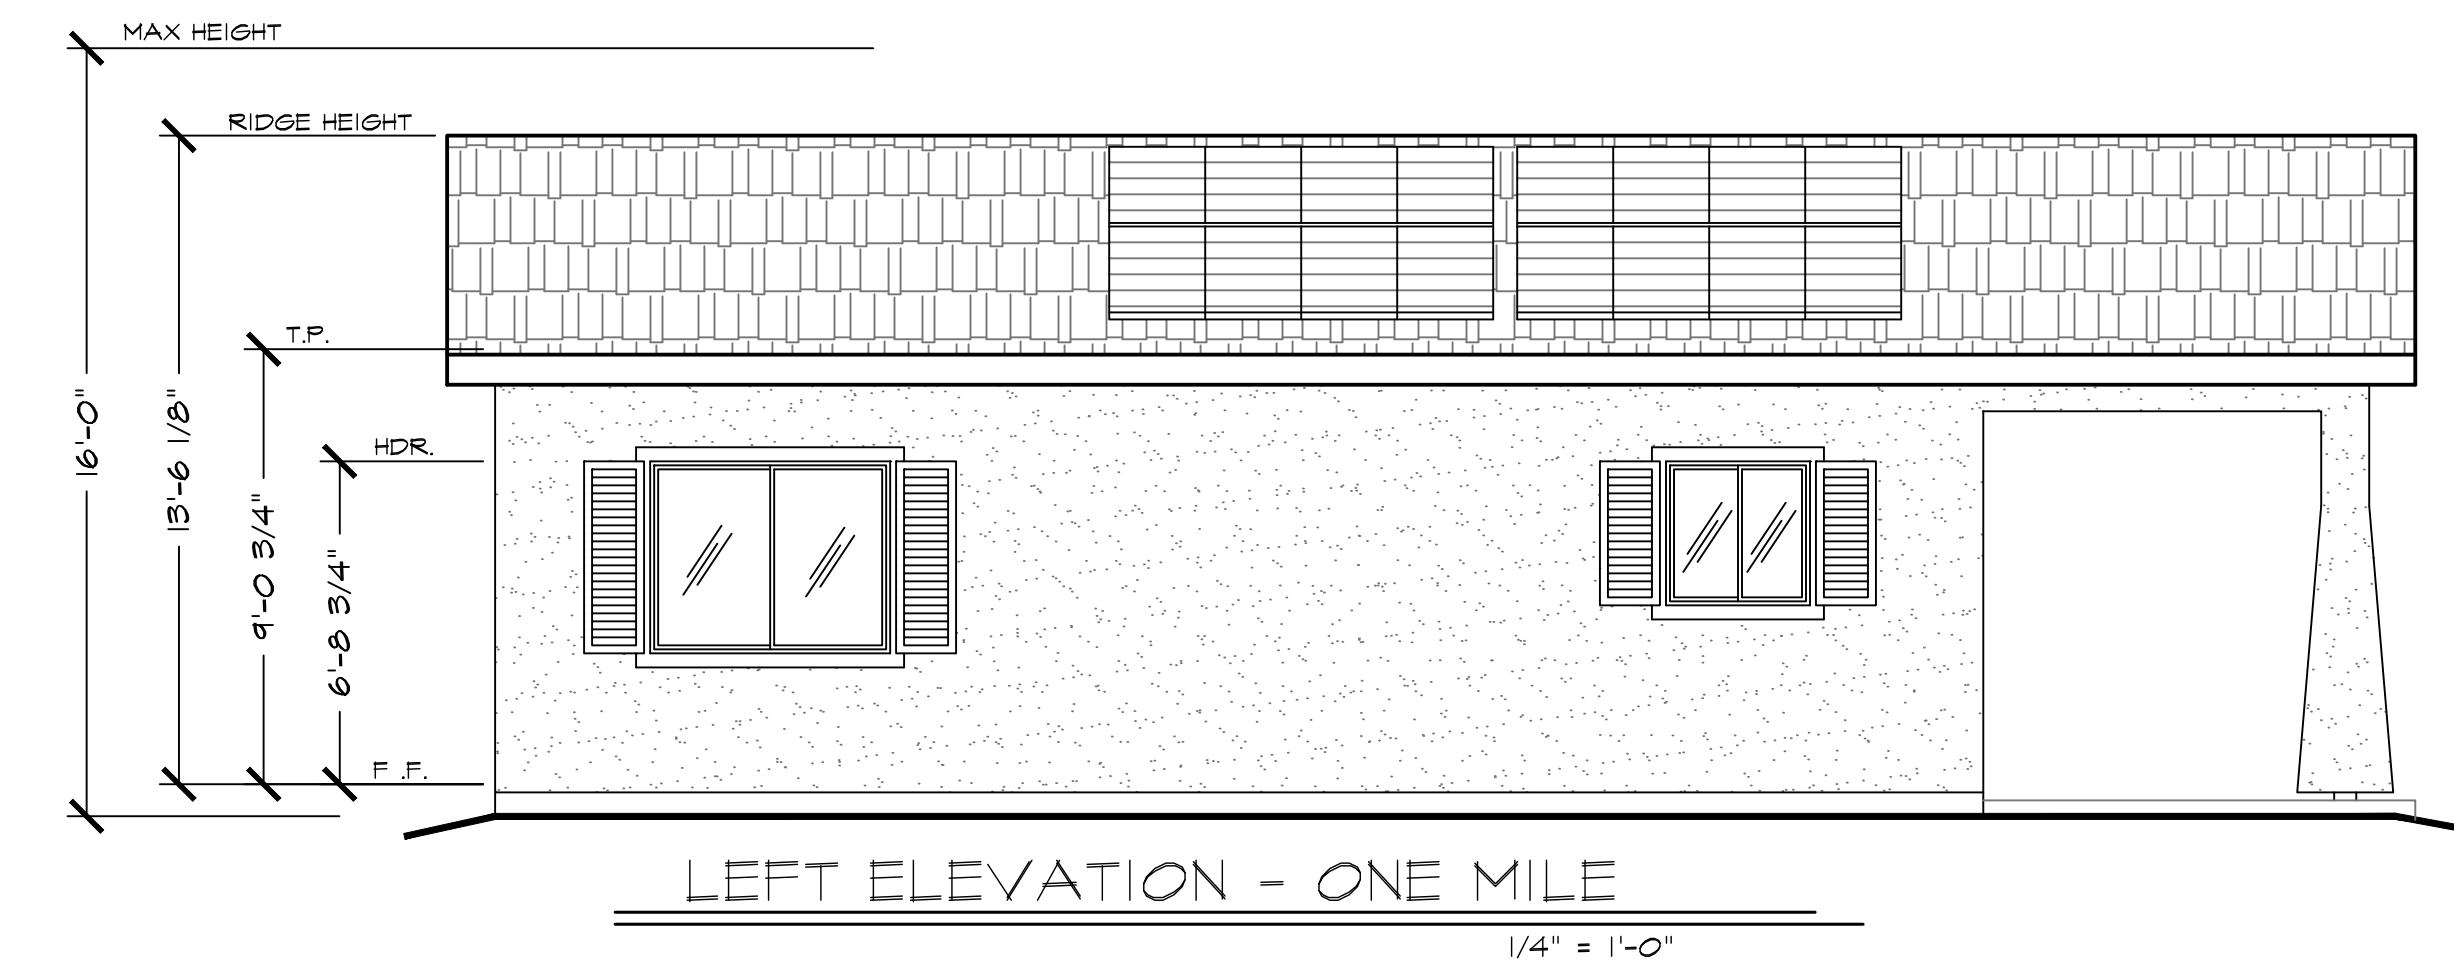 MAX HEIGHT
RIDGE HEIGHT
T.P.
HDR.
16'-0"
13'-6 1/8"
9'-0 3/4"
6'-8 3/4"
F .F.
LEFT ELEVATION - ONE MILE
1/4" = 1'-0"